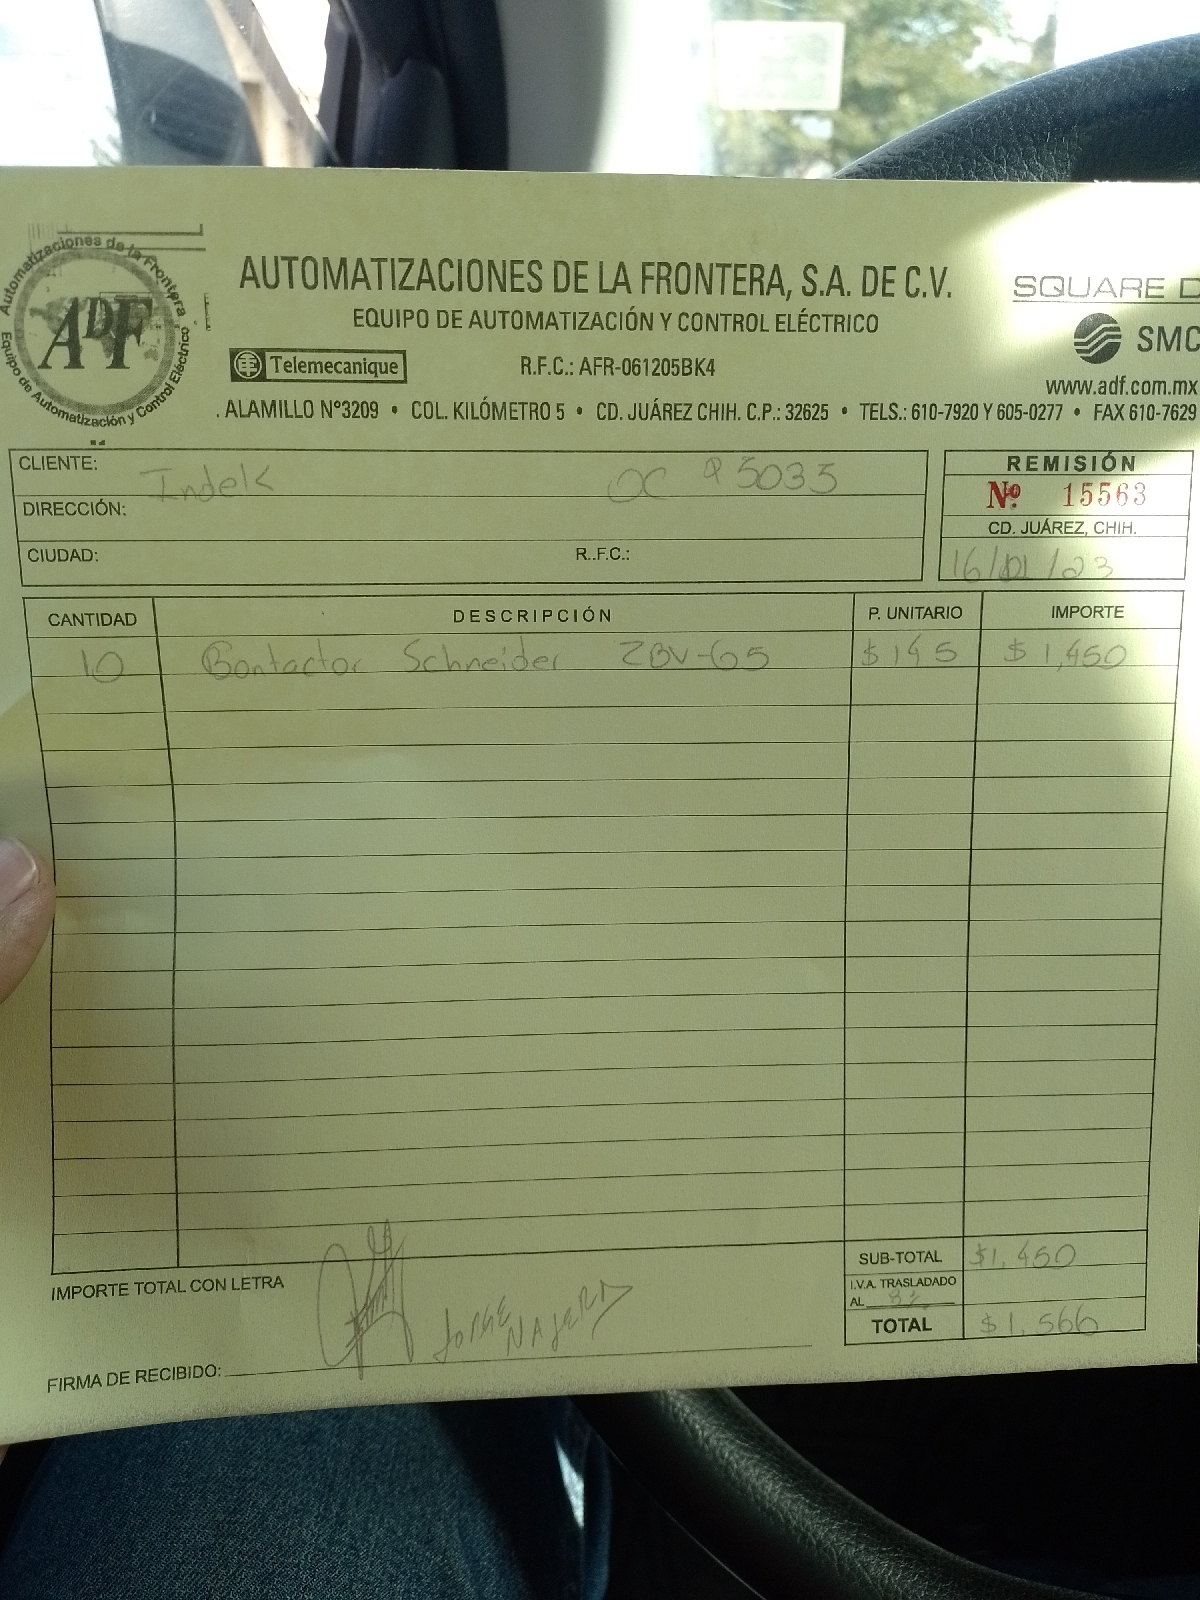 Automatizaciones de la Frontera
ADF
Equipo de Automatización y Control Eléctrico
AUTOMATIZACIONES DE LA FRONTERA, S.A. DE C.V.
SQUARE D
EQUIPO DE AUTOMATIZACIÓN Y CONTROL ELÉCTRICO
SMC
Telemecanique
R.F.C.: AFR-061205BK4
www.adf.com.mx
. ALAMILLO Nº3209 • COL. KILÓMETRO 5 • CD. JUÁREZ CHIH. C.P.: 32625 • TELS.: 610-7920 Y 605-0277 • FAX 610-7629
CLIENTE: Indek OC 95035
DIRECCIÓN:
CIUDAD: R..F.C.:
REMISIÓN
Nº. 15563
CD. JUÁREZ, CHIH.
16/01/23
CANTIDAD DESCRIPCIÓN P. UNITARIO IMPORTE
10 Contactor Schneider ZBV-G5 $145 $1,450
SUB-TOTAL $1,450
I.V.A. TRASLADADO
AL 8%
TOTAL $1,566
IMPORTE TOTAL CON LETRA
JORGE NAJERA
FIRMA DE RECIBIDO: